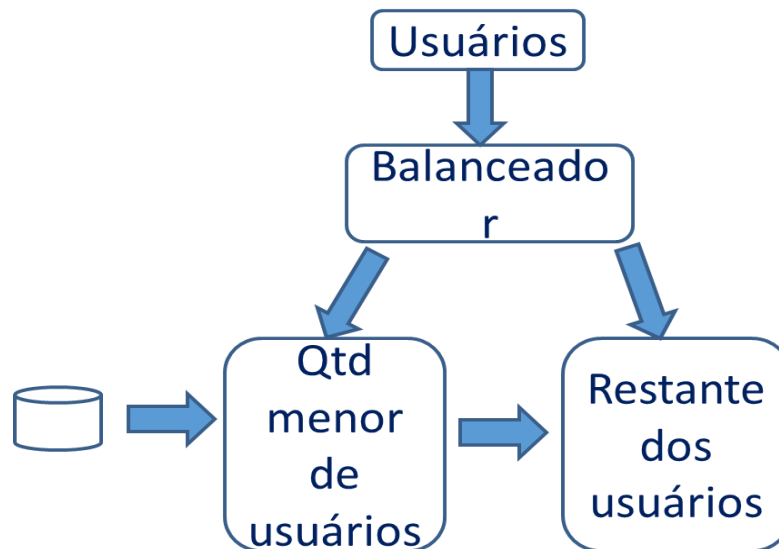 Usuários
Balanceado
r
Qtd
menor
de
usuários
Restante
dos
usuários